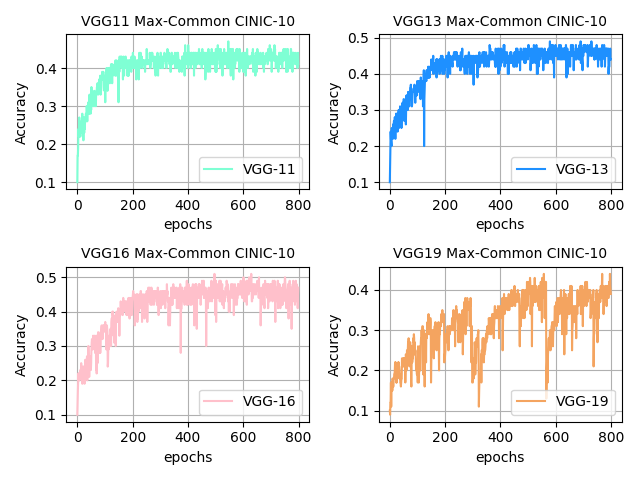 VGG11 Max-Common CINIC-10
Accuracy
0.4
0.3
0.2
0.1
VGG-11
0 200 400 600 800
epochs
VGG13 Max-Common CINIC-10
Accuracy
0.5
0.4
0.3
0.2
0.1
VGG-13
0 200 400 600 800
epochs
VGG16 Max-Common CINIC-10
Accuracy
0.5
0.4
0.3
0.2
0.1
VGG-16
0 200 400 600 800
epochs
VGG19 Max-Common CINIC-10
Accuracy
0.4
0.3
0.2
0.1
VGG-19
0 200 400 600 800
epochs